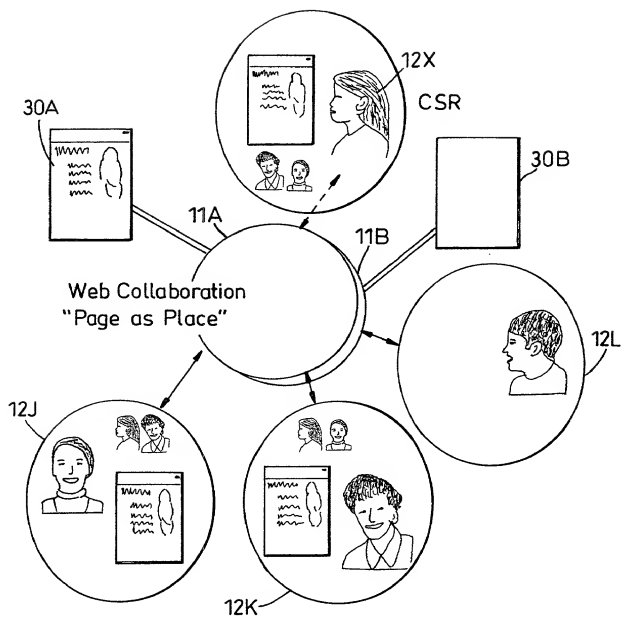 12X
CSR
30A
30B
11A
11B
Web Collaboration
"Page as Place"
12L
12J
12K